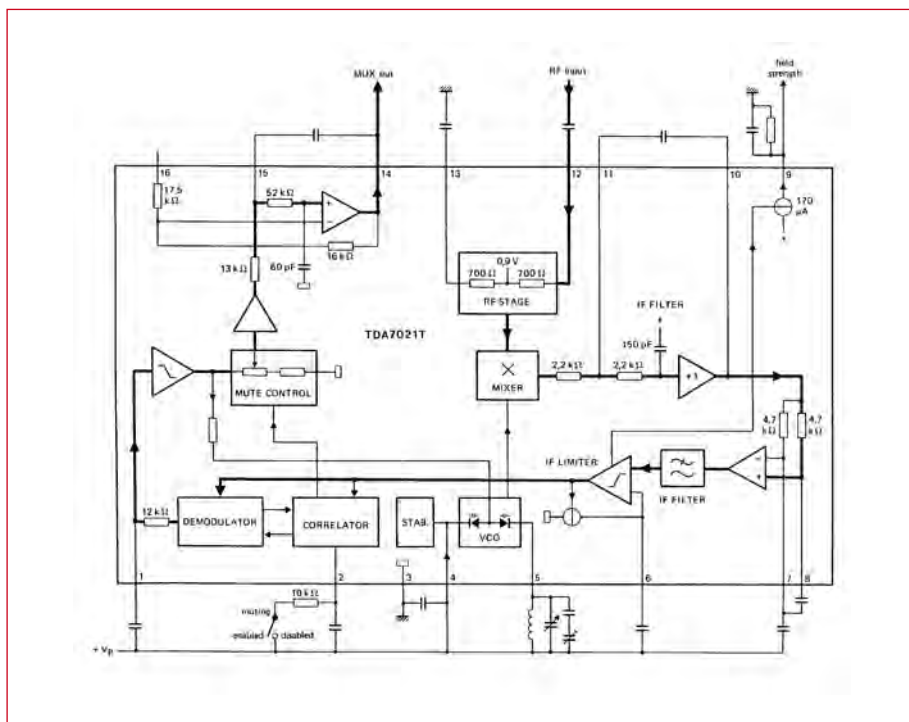 MUX out
RF input
field
strength
16
15
14
13
12
11
10
9
17,5
kΩ
52 kΩ
+
−
16 kΩ
13 kΩ
60 pF
0,9 V
700 Ω
700 Ω
RF STAGE
170
μA
TDA7021T
IF FILTER
150 pF
MIXER
2,2 kΩ
2,2 kΩ
MUTE CONTROL
4,7
kΩ
4,7
kΩ
IF LIMITER
IF FILTER
12 kΩ
DEMODULATOR
CORRELATOR
STAB.
VCO
1
2
3
4
5
6
7
8
10 kΩ
muting
enabled
disabled